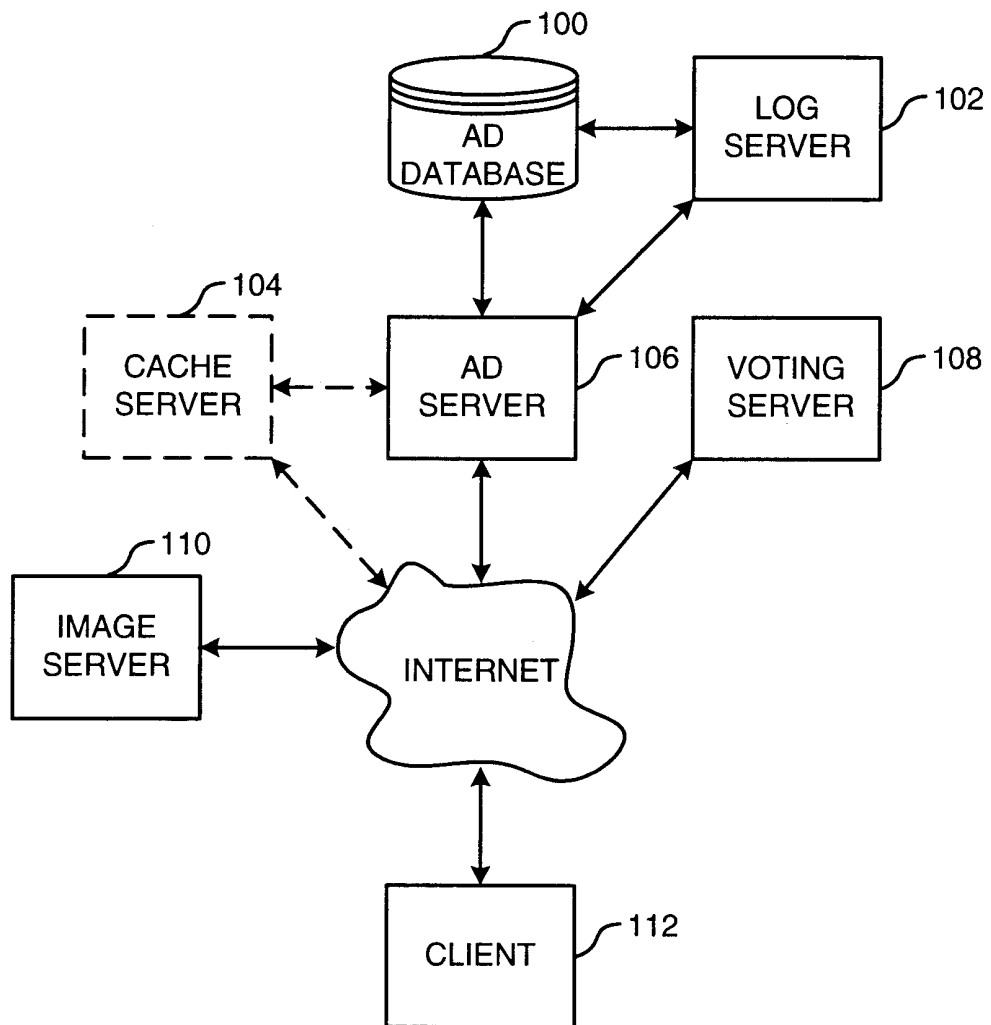 100
AD
DATABASE
LOG
SERVER
102
104
CACHE
SERVER
AD
SERVER
106
VOTING
SERVER
108
110
IMAGE
SERVER
INTERNET
CLIENT
112